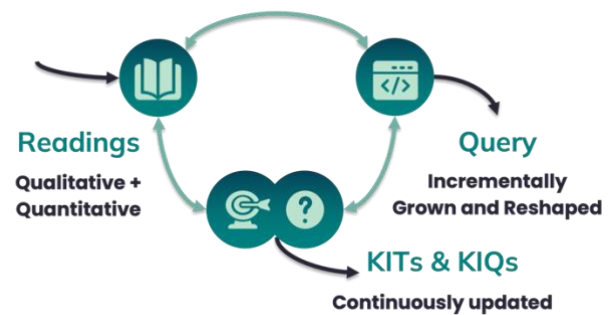 Readings
Qualitative +
Quantitative
Query
Incrementally
Grown and Reshaped
KITs & KIQs
Continuously updated